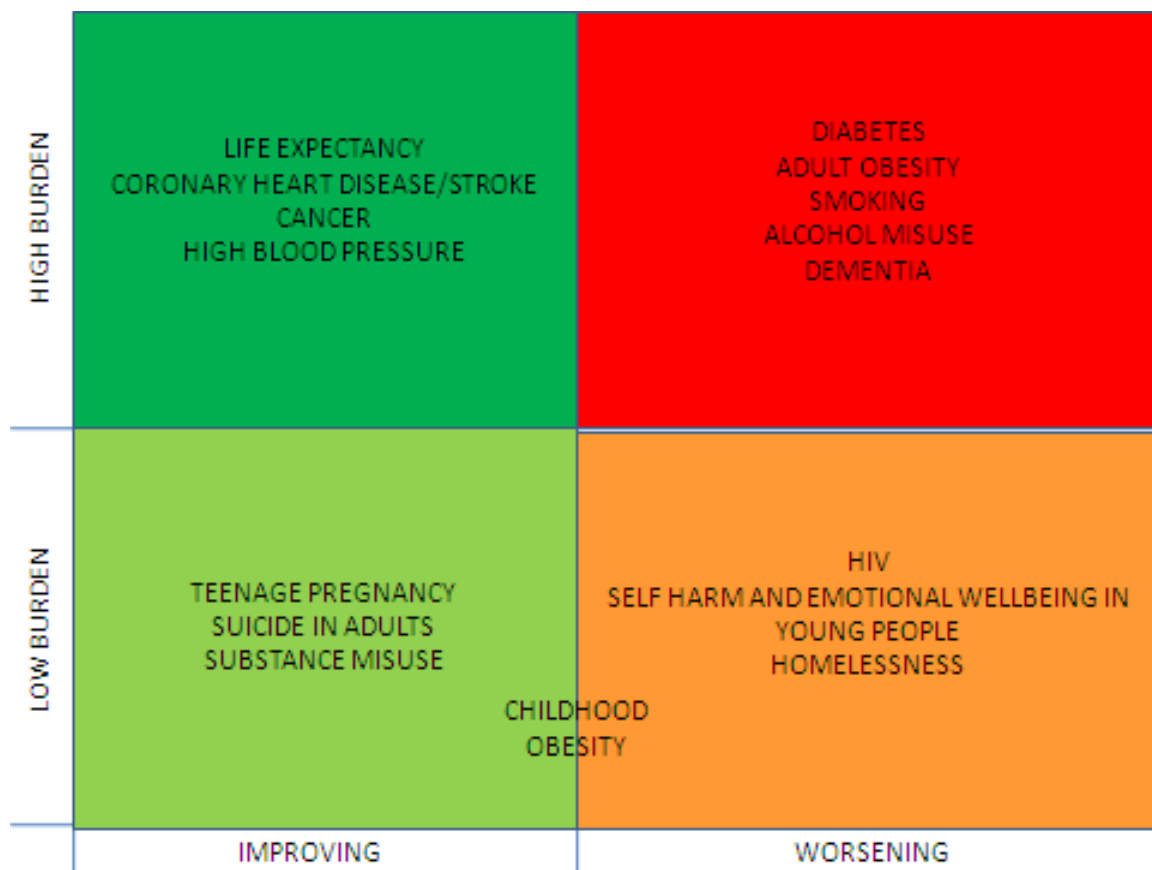 HIGH BURDEN
LIFE EXPECTANCY
CORONARY HEART DISEASE/STROKE
CANCER
HIGH BLOOD PRESSURE
DIABETES
ADULT OBESITY
SMOKING
ALCOHOL MISUSE
DEMENTIA
LOW BURDEN
TEENAGE PREGNANCY
SUICIDE IN ADULTS
SUBSTANCE MISUSE
HIV
SELF HARM AND EMOTIONAL WELLBEING IN
YOUNG PEOPLE
HOMELESSNESS
CHILDHOOD
OBESITY
IMPROVING
WORSENING